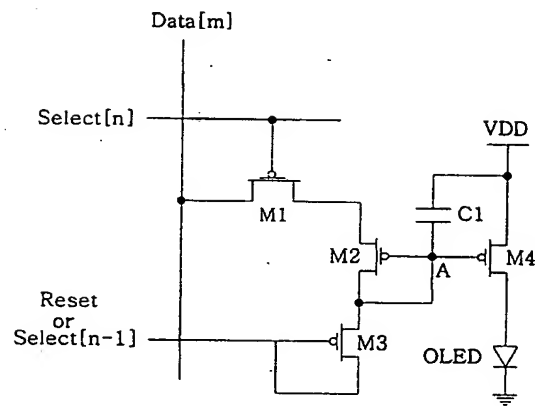 Data[m]
Select[n]
VDD
C1
M1
M2
A
M4
Reset
or
Select[n-1]
M3
OLED